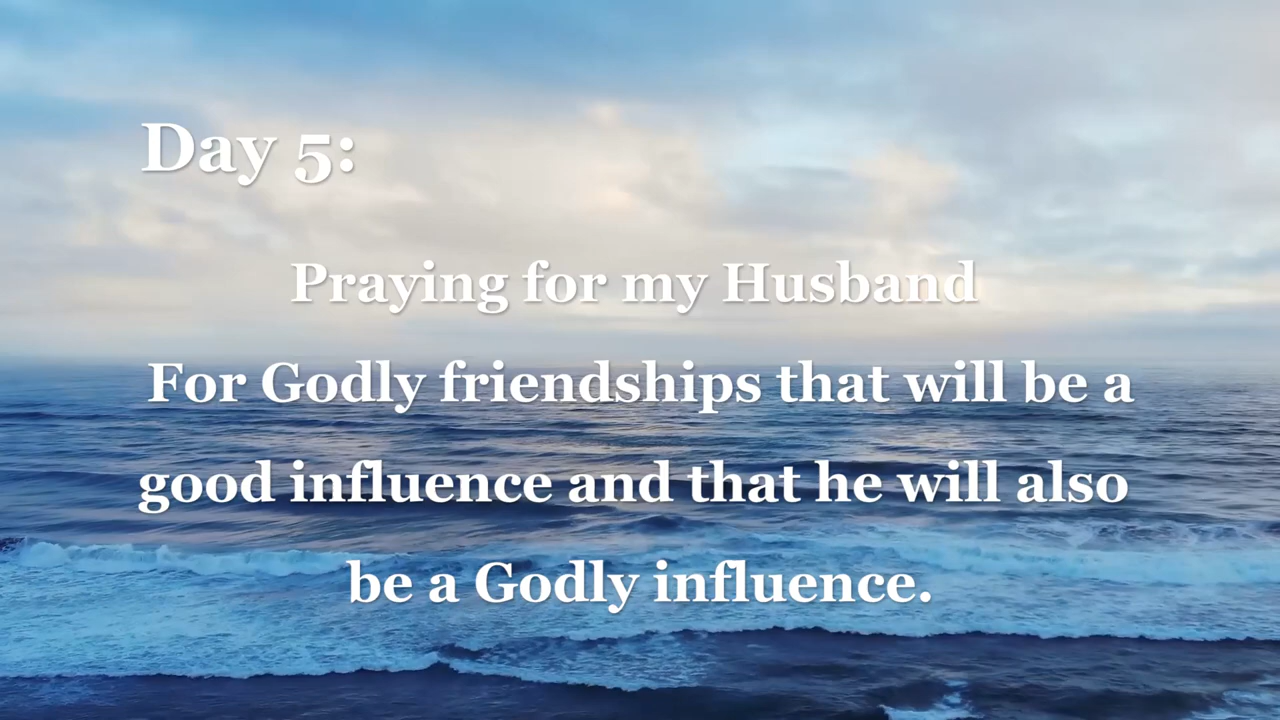 Day 5:
Praying for my Husband
For Godly friendships that will be a
good influence and that he will also
be a Godly influence.